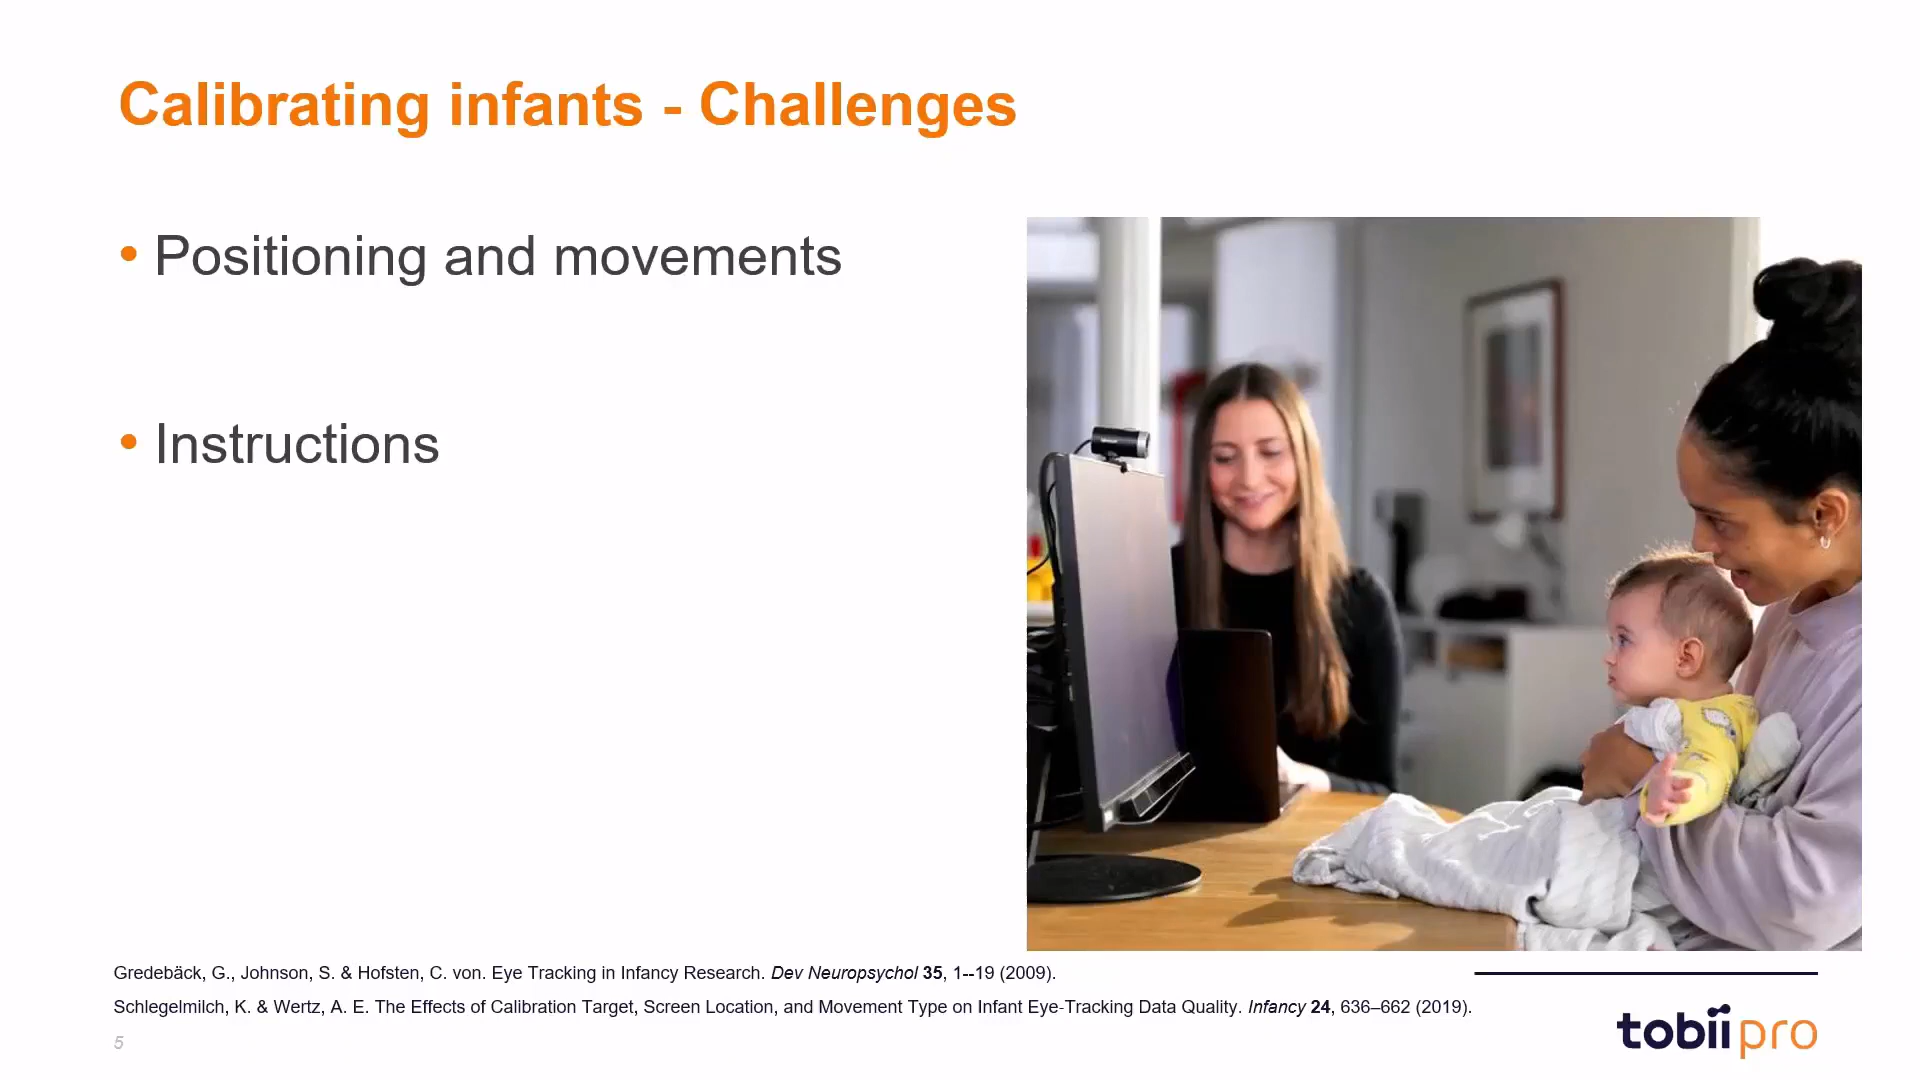 Calibrating infants - Challenges
• Positioning and movements
• Instructions
Gredebäck, G., Johnson, S. & Hofsten, C. von. Eye Tracking in Infancy Research. Dev Neuropsychol 35, 1--19 (2009).
Schlegelmilch, K. & Wertz, A. E. The Effects of Calibration Target, Screen Location, and Movement Type on Infant Eye-Tracking Data Quality. Infancy 24, 636–662 (2019).
5
tobii pro